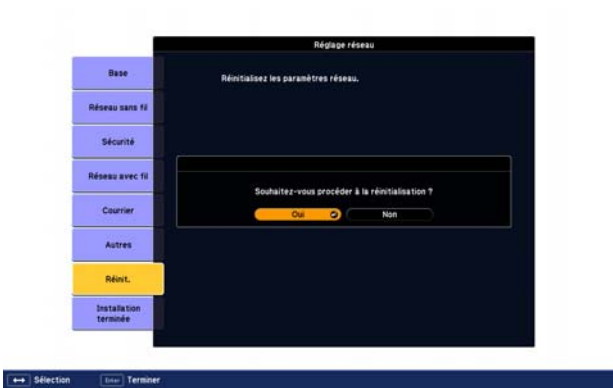 Réglage réseau
Base
Réseau sans fil
Sécurité
Réseau avec fil
Courrier
Autres
Réinit.
Installation
terminée
Réinitialisez les paramètres réseau.
Souhaitez-vous procéder à la réinitialisation ?
Oui
Non
Sélection
Enter Terminer